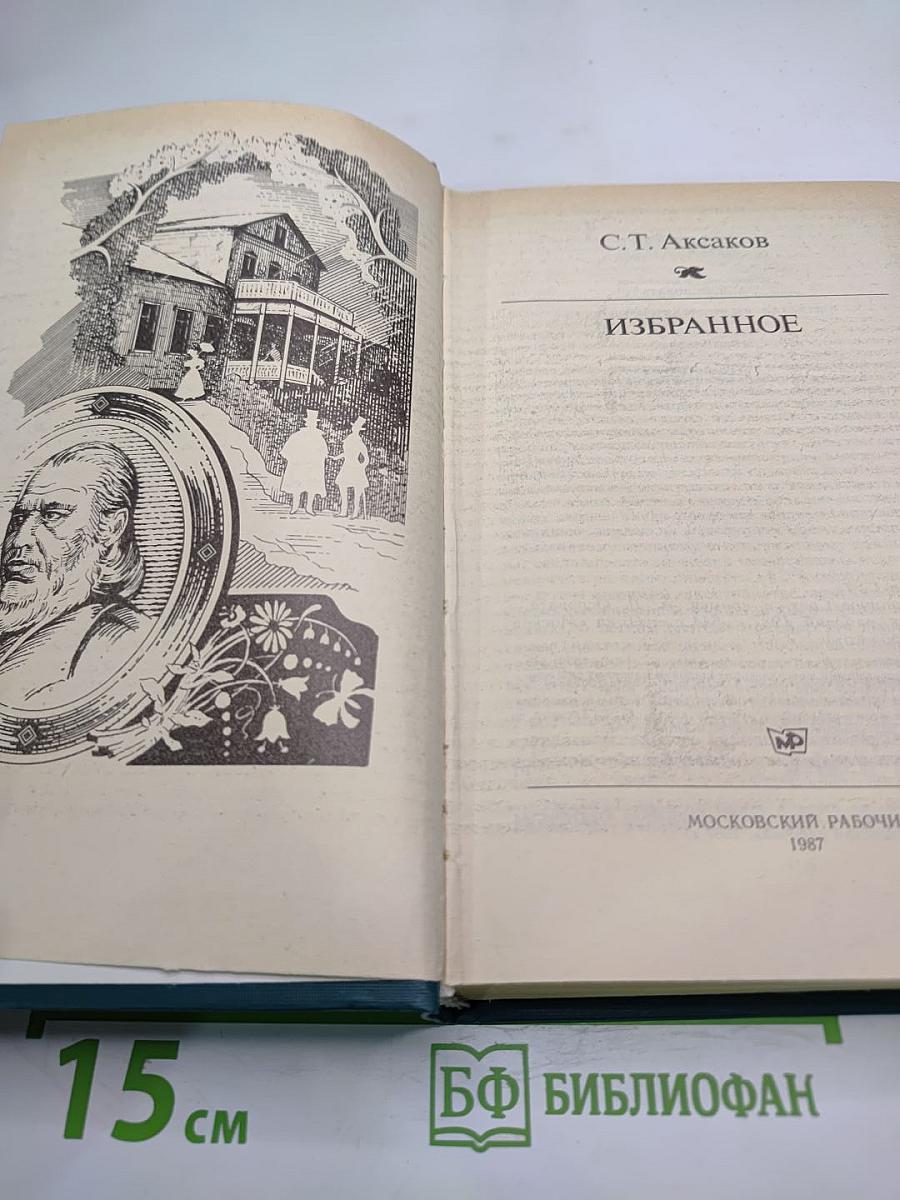 С.Т. Аксаков
ИЗБРАННОЕ
МР
МОСКОВСКИЙ РАБОЧИ
1987
15 см
БФ БИБЛИОФАН